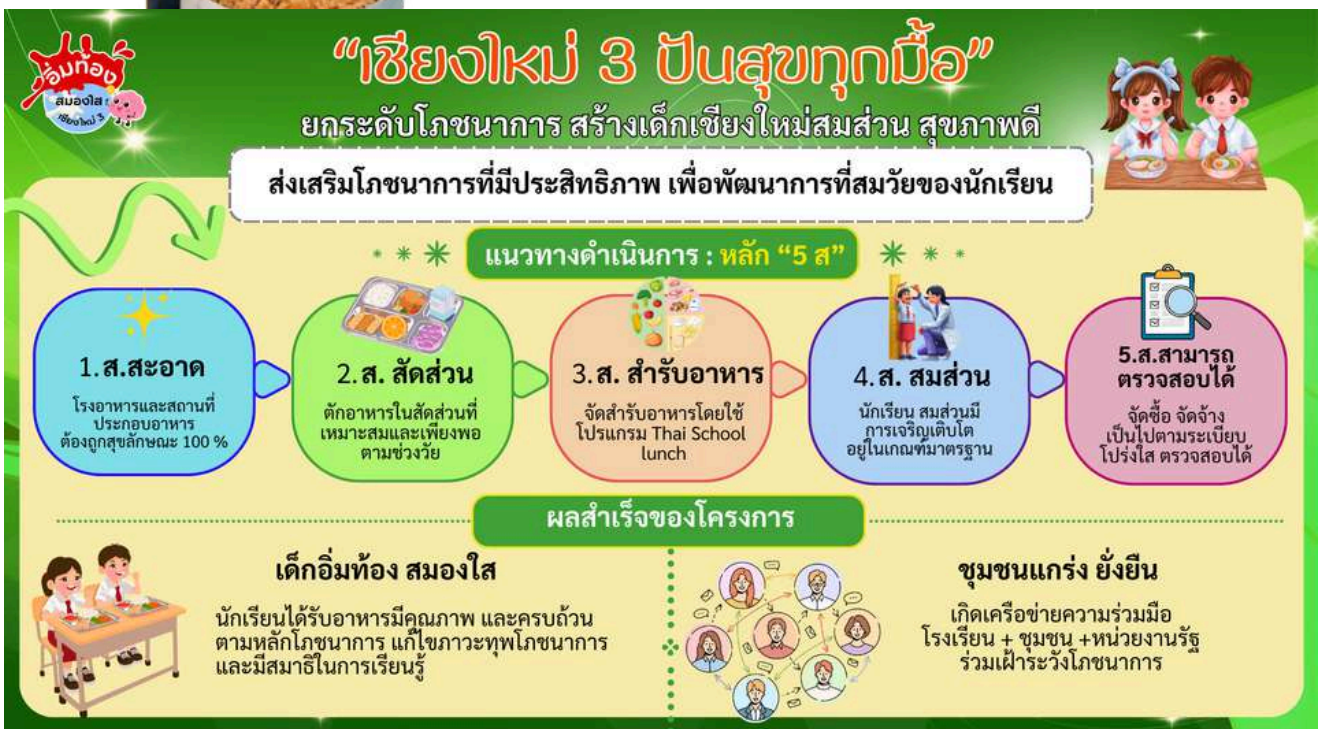 อิ่มท้อง
สมองใส
เชียงใหม่ 3
“เชียงใหม่ 3 ปันสุขทุกมื้อ”
ยกระดับโภชนาการ สร้างเด็กเชียงใหม่สมส่วน สุขภาพดี
ส่งเสริมโภชนาการที่มีประสิทธิภาพ เพื่อพัฒนาการที่สมวัยของนักเรียน
แนวทางดำเนินการ : หลัก “5 ส”
1. ส.สะอาด
โรงอาหารและสถานที่
ประกอบอาหาร
ต้องถูกสุขลักษณะ 100 %
2. ส. สัดส่วน
ตักอาหารในสัดส่วนที่
เหมาะสมและเพียงพอ
ตามช่วงวัย
3. ส. สำรับอาหาร
จัดสำรับอาหารโดยใช้
โปรแกรม Thai School
lunch
4. ส. สมส่วน
นักเรียน สมส่วนมี
การเจริญเติบโต
อยู่ในเกณฑ์มาตรฐาน
5.ส.สามารถ
ตรวจสอบได้
จัดซื้อ จัดจ้าง
เป็นไปตามระเบียบ
โปร่งใส ตรวจสอบได้
ผลสำเร็จของโครงการ
เด็กอิ่มท้อง สมองใส
นักเรียนได้รับอาหารมีคุณภาพ และครบถ้วน
ตามหลักโภชนาการ แก้ไขภาวะทุพโภชนาการ
และมีสมาธิในการเรียนรู้
ชุมชนแกร่ง ยั่งยืน
เกิดเครือข่ายความร่วมมือ
โรงเรียน + ชุมชน +หน่วยงานรัฐ
ร่วมเฝ้าระวังโภชนาการ